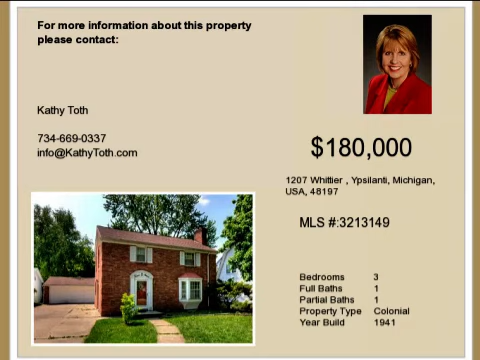 For more information about this property
please contact:
Kathy Toth
734-669-0337
info@KathyToth.com
$180,000
1207 Whittier , Ypsilanti, Michigan,
USA, 48197
MLS #:3213149
Bedrooms 3
Full Baths 1
Partial Baths 1
Property Type Colonial
Year Build 1941